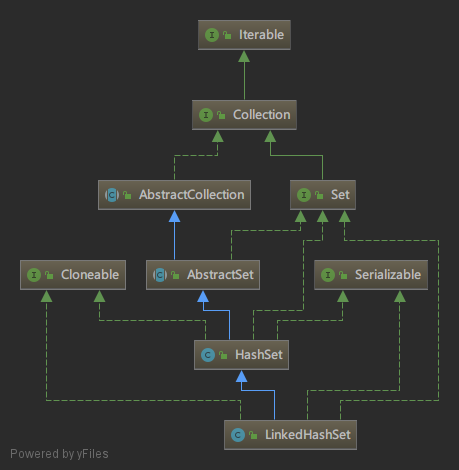 Iterable
Collection
AbstractCollection
Set
Cloneable
AbstractSet
Serializable
HashSet
LinkedHashSet
Powered by yFiles